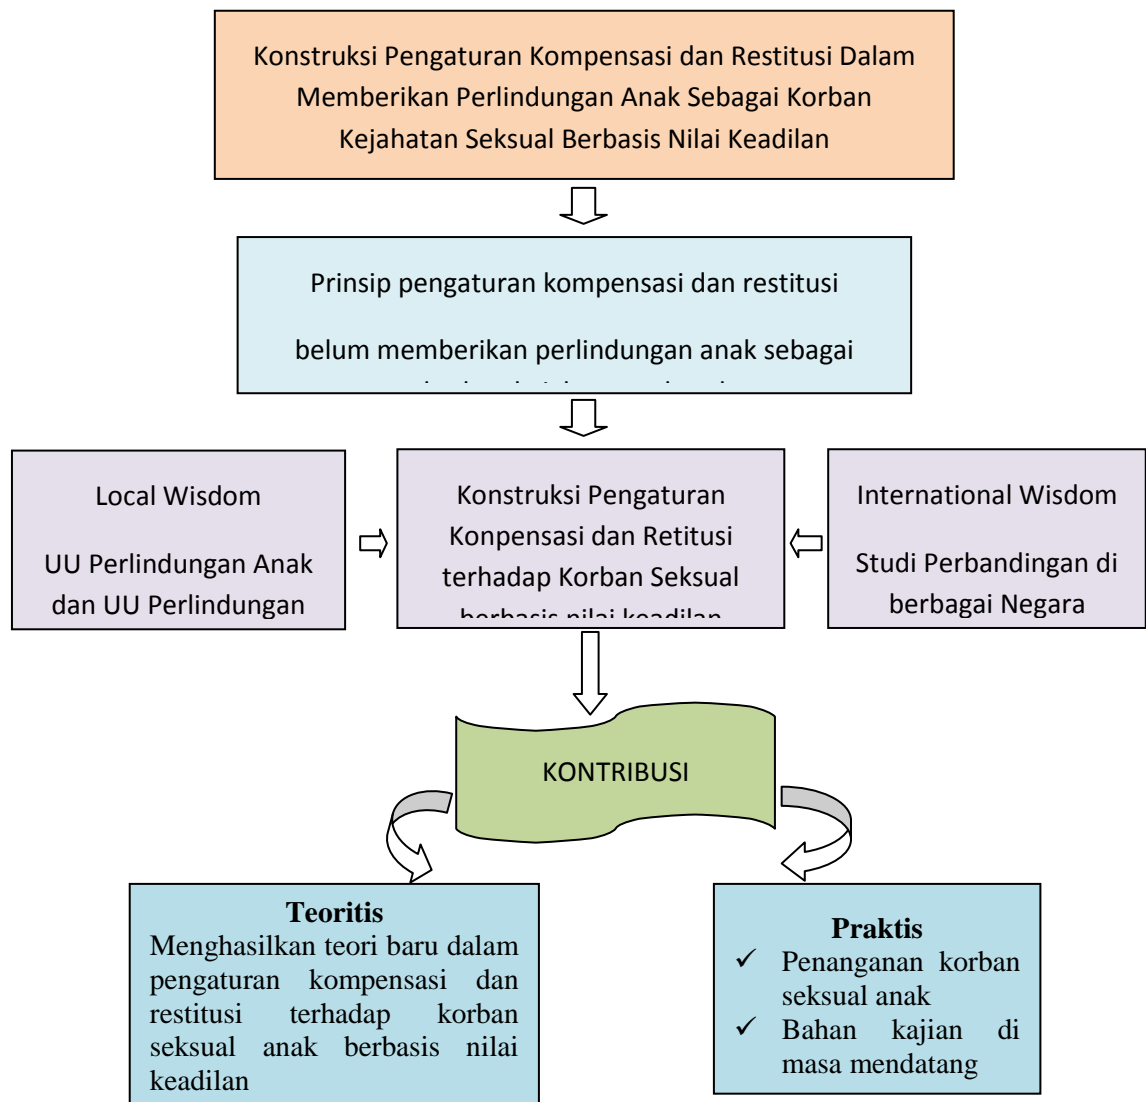 Konstruksi Pengaturan Kompensasi dan Restitusi Dalam
Memberikan Perlindungan Anak Sebagai Korban
Kejahatan Seksual Berbasis Nilai Keadilan
Prinsip pengaturan kompensasi dan restitusi
belum memberikan perlindungan anak sebagai
Local Wisdom
UU Perlindungan Anak
dan UU Perlindungan
Konstruksi Pengaturan
Konpensasi dan Retitusi
terhadap Korban Seksual
berbasis nilai keadilan
International Wisdom
Studi Perbandingan di
berbagai Negara
KONTRIBUSI
Teoritis
Menghasilkan teori baru dalam
pengaturan kompensasi dan
restitusi terhadap korban
seksual anak berbasis nilai
keadilan
Praktis
✓ Penanganan korban
seksual anak
✓ Bahan kajian di
masa mendatang